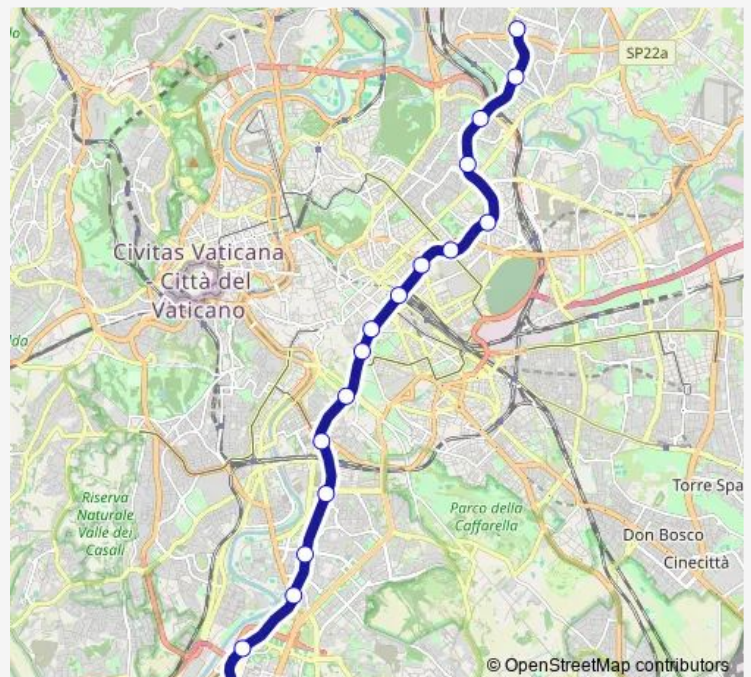 SP22a
Civitas Vaticana
Città del
Vaticano
Riserva
Naturale
Valle dei
Casali
Parco della
Caffarella
Torre Spa
Don Bosco
Cinecittà
© OpenStreetMap contributors